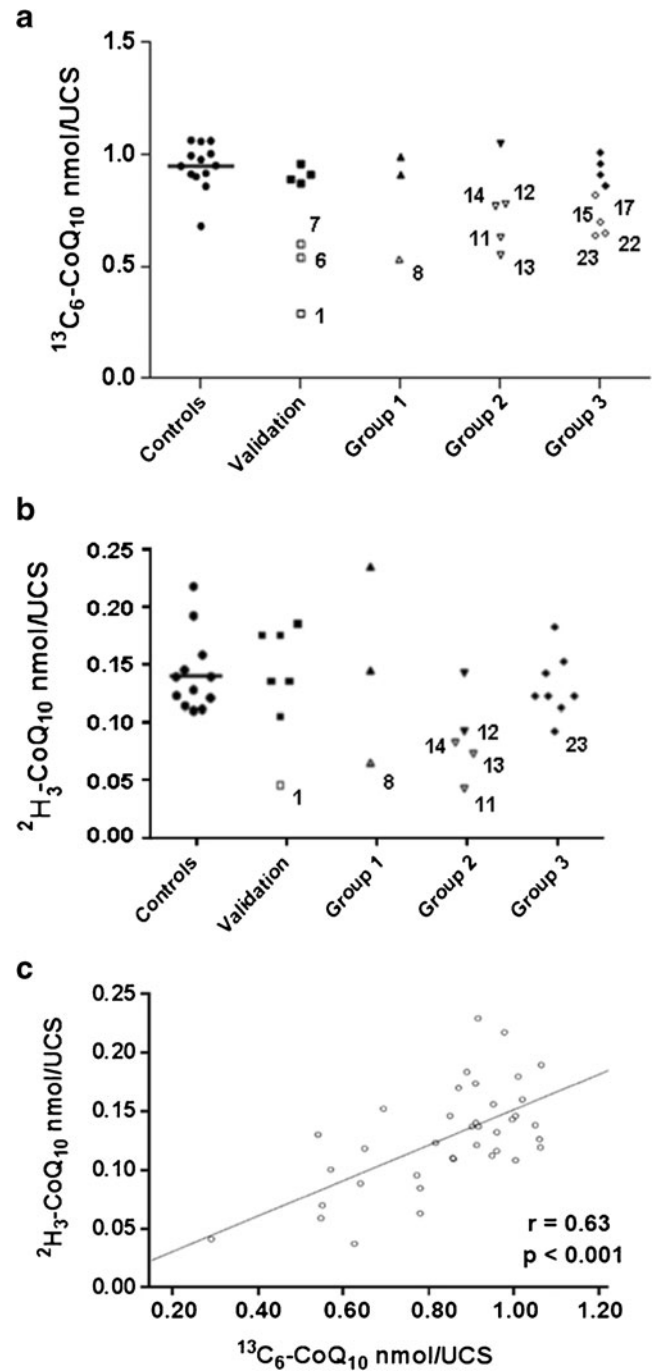 a
¹³C₆-CoQ₁₀ nmol/UCS
1.5
1.0
0.5
0.0
7
6
1
8
14 12
11
13
15 17
23 22
Controls
Validation
Group 1
Group 2
Group 3
b
²H₃-CoQ₁₀ nmol/UCS
0.25
0.20
0.15
0.10
0.05
0.00
1
8
14 12
13
11
23
Controls
Validation
Group 1
Group 2
Group 3
c
²H₃-CoQ₁₀ nmol/UCS
0.25
0.20
0.15
0.10
0.05
0.00
r = 0.63
p < 0.001
0.20 0.40 0.60 0.80 1.00 1.20
¹³C₆-CoQ₁₀ nmol/UCS